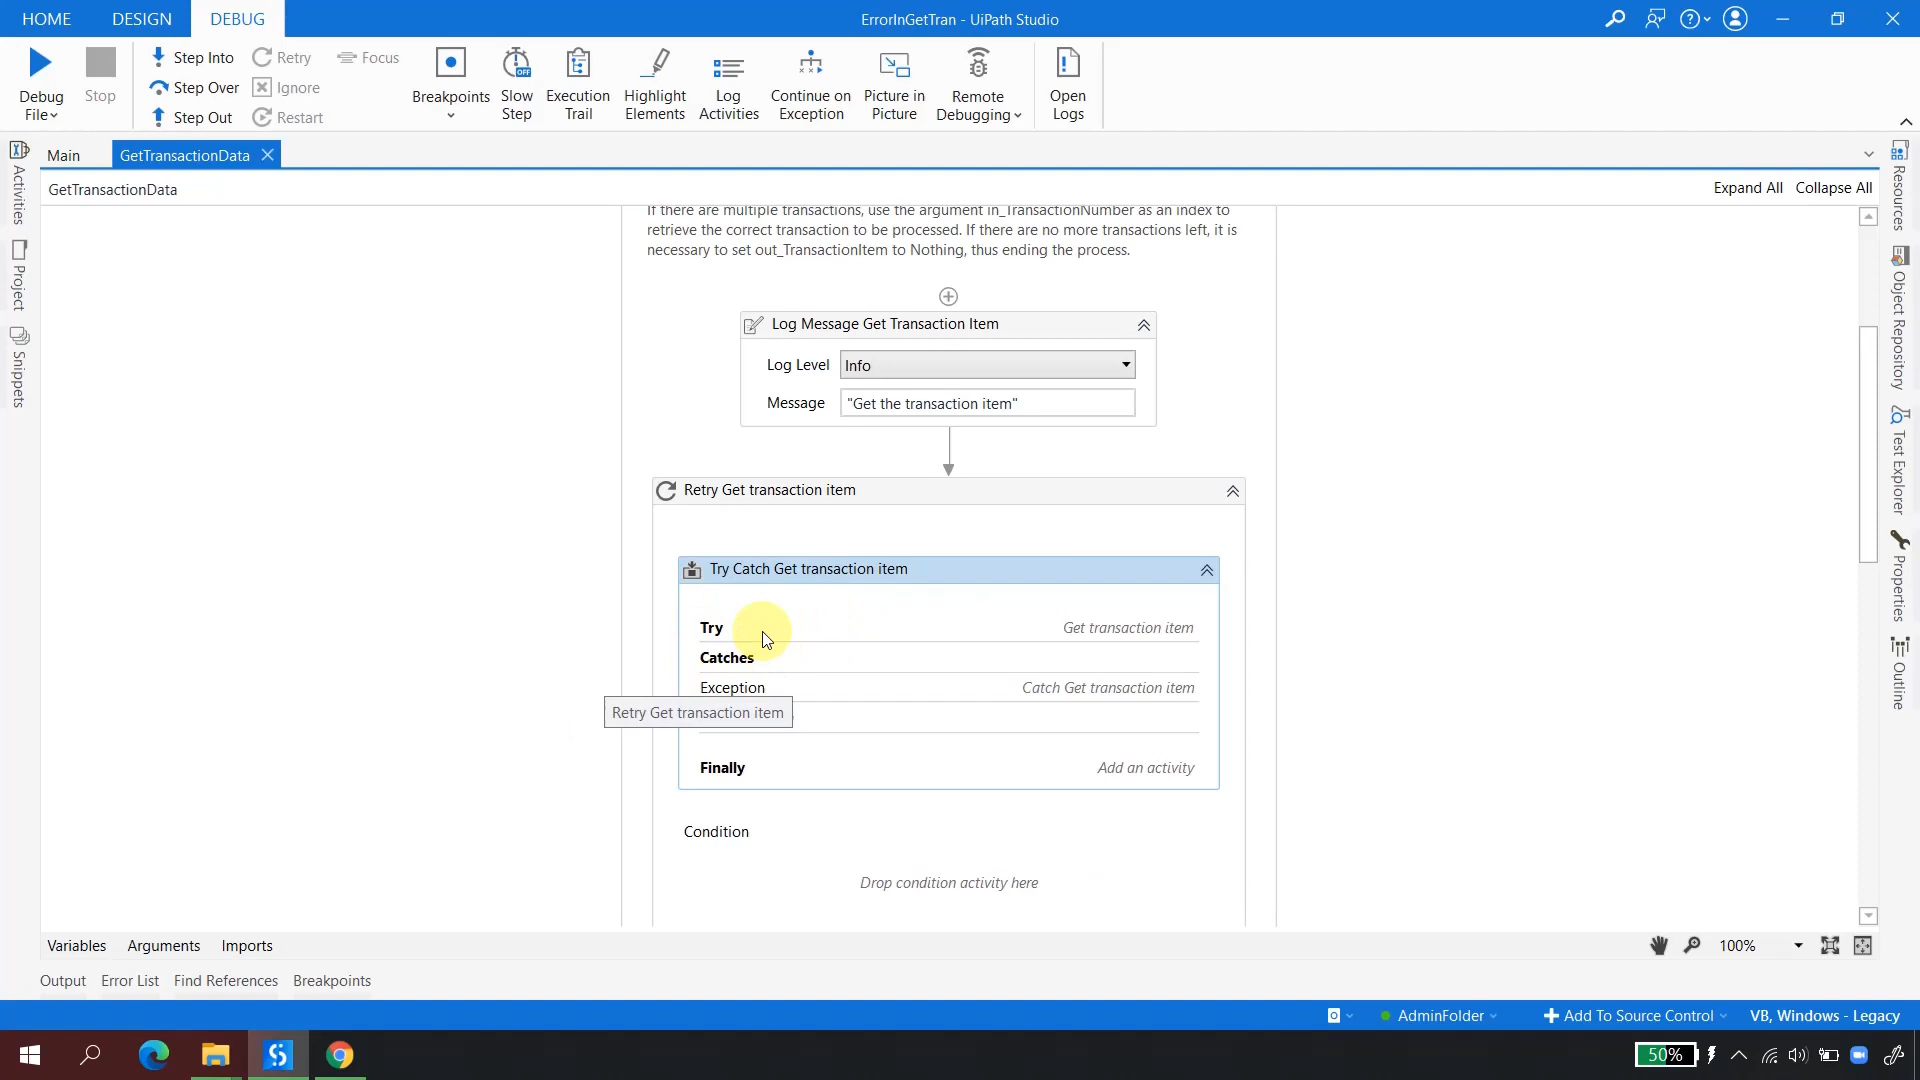 HOME
DESIGN
DEBUG
ErrorInGetTran - UiPath Studio
Debug
File
Stop
Step Into
Step Over
Step Out
Retry
Ignore
Restart
Focus
Breakpoints
Slow
Step
Execution
Trail
Highlight
Elements
Log
Activities
Continue on
Exception
Picture in
Picture
Remote
Debugging
Open
Logs
Main
GetTransactionData
GetTransactionData
Expand All
Collapse All
Activities
Project
Snippets
Resources
Object Repository
Test Explorer
Properties
Outline
If there are multiple transactions, use the argument in_TransactionNumber as an index to
retrieve the correct transaction to be processed. If there are no more transactions left, it is
necessary to set out_TransactionItem to Nothing, thus ending the process.
Log Message Get Transaction Item
Log Level
Info
Message
"Get the transaction item"
Retry Get transaction item
Try Catch Get transaction item
Try
Get transaction item
Catches
Exception
Catch Get transaction item
Retry Get transaction item
Finally
Add an activity
Condition
Drop condition activity here
Variables
Arguments
Imports
100%
Output
Error List
Find References
Breakpoints
AdminFolder
Add To Source Control
VB, Windows - Legacy
50%